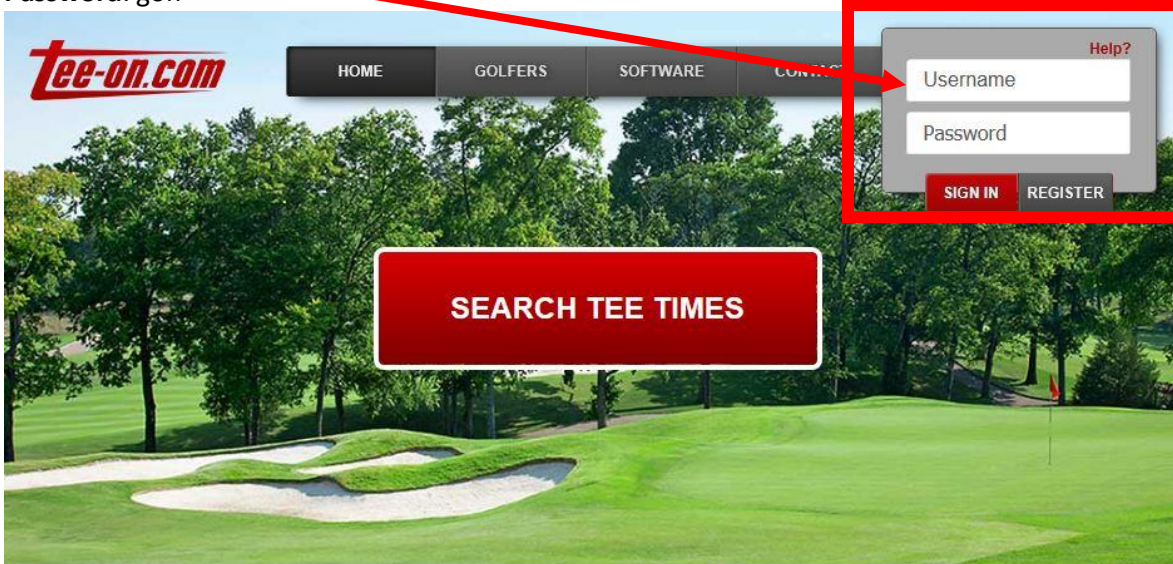 tee-on.com
HOME
GOLFERS
SOFTWARE
Help?
Username
Password
SIGN IN
REGISTER
SEARCH TEE TIMES